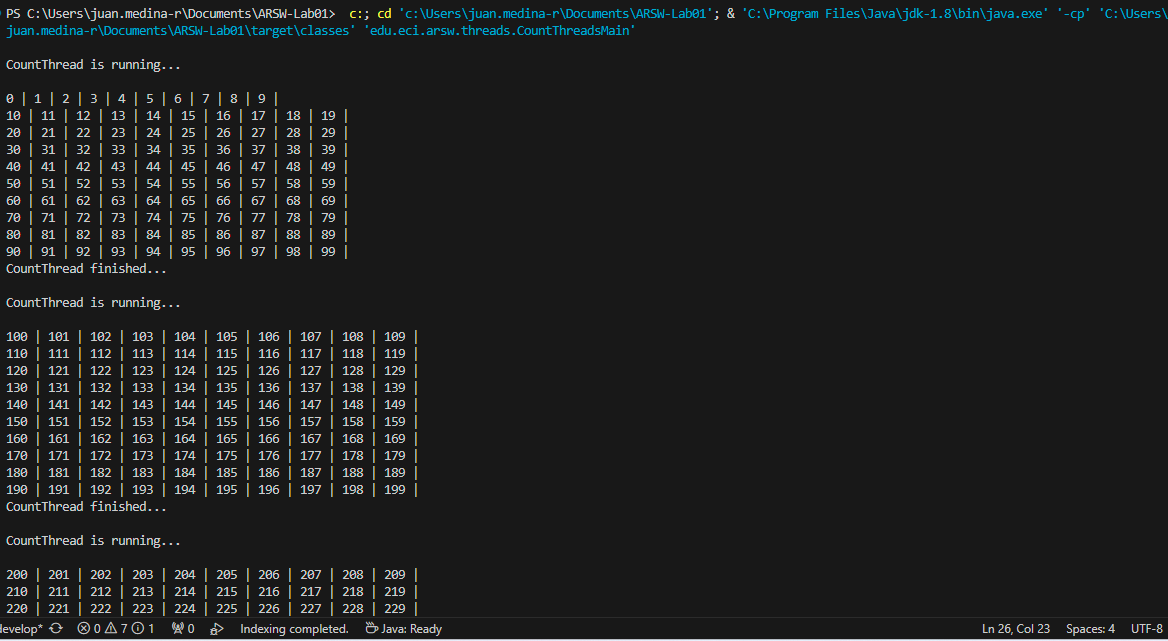 PS C:\Users\juan.medina-r\Documents\ARSW-Lab01>  c:; cd 'c:\Users\juan.medina-r\Documents\ARSW-Lab01'; & 'C:\Program Files\Java\jdk-1.8\bin\java.exe' '-cp' 'C:\Users\
juan.medina-r\Documents\ARSW-Lab01\target\classes' 'edu.eci.arsw.threads.CountThreadsMain'
CountThread is running...
0 | 1 | 2 | 3 | 4 | 5 | 6 | 7 | 8 | 9 |
10 | 11 | 12 | 13 | 14 | 15 | 16 | 17 | 18 | 19 |
20 | 21 | 22 | 23 | 24 | 25 | 26 | 27 | 28 | 29 |
30 | 31 | 32 | 33 | 34 | 35 | 36 | 37 | 38 | 39 |
40 | 41 | 42 | 43 | 44 | 45 | 46 | 47 | 48 | 49 |
50 | 51 | 52 | 53 | 54 | 55 | 56 | 57 | 58 | 59 |
60 | 61 | 62 | 63 | 64 | 65 | 66 | 67 | 68 | 69 |
70 | 71 | 72 | 73 | 74 | 75 | 76 | 77 | 78 | 79 |
80 | 81 | 82 | 83 | 84 | 85 | 86 | 87 | 88 | 89 |
90 | 91 | 92 | 93 | 94 | 95 | 96 | 97 | 98 | 99 |
CountThread finished...
CountThread is running...
100 | 101 | 102 | 103 | 104 | 105 | 106 | 107 | 108 | 109 |
110 | 111 | 112 | 113 | 114 | 115 | 116 | 117 | 118 | 119 |
120 | 121 | 122 | 123 | 124 | 125 | 126 | 127 | 128 | 129 |
130 | 131 | 132 | 133 | 134 | 135 | 136 | 137 | 138 | 139 |
140 | 141 | 142 | 143 | 144 | 145 | 146 | 147 | 148 | 149 |
150 | 151 | 152 | 153 | 154 | 155 | 156 | 157 | 158 | 159 |
160 | 161 | 162 | 163 | 164 | 165 | 166 | 167 | 168 | 169 |
170 | 171 | 172 | 173 | 174 | 175 | 176 | 177 | 178 | 179 |
180 | 181 | 182 | 183 | 184 | 185 | 186 | 187 | 188 | 189 |
190 | 191 | 192 | 193 | 194 | 195 | 196 | 197 | 198 | 199 |
CountThread finished...
CountThread is running...
200 | 201 | 202 | 203 | 204 | 205 | 206 | 207 | 208 | 209 |
210 | 211 | 212 | 213 | 214 | 215 | 216 | 217 | 218 | 219 |
220 | 221 | 222 | 223 | 224 | 225 | 226 | 227 | 228 | 229 |
develop* 0 7 1 0 Indexing completed. Java: Ready Ln 26, Col 23 Spaces: 4 UTF-8